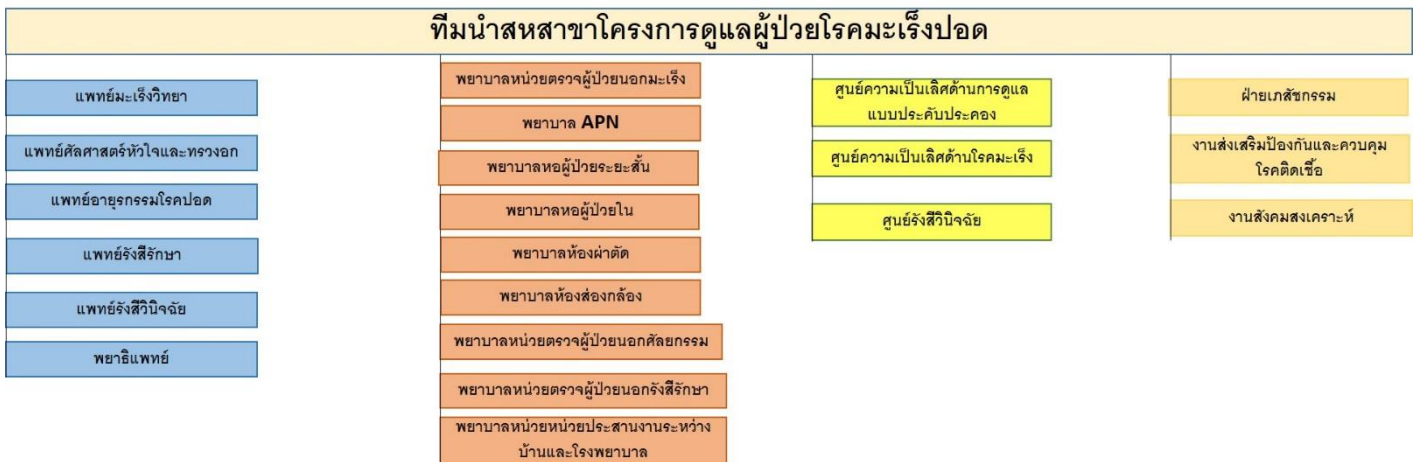 ทีมนำสหสาขาโครงการดูแลผู้ป่วยโรคมะเร็งปอด
แพทย์มะเร็งวิทยา
แพทย์ศัลศาสตร์หัวใจและทรวงอก
แพทย์อายุรกรรมโรคปอด
แพทย์รังสีรักษา
แพทย์รังสีวินิจฉัย
พยาธิแพทย์
พยาบาลหน่วยตรวจผู้ป่วยนอกมะเร็ง
พยาบาล APN
พยาบาลหอผู้ป่วยระยะสั้น
พยาบาลหอผู้ป่วยใน
พยาบาลห้องผ่าตัด
พยาบาลห้องส่องกล้อง
พยาบาลหน่วยตรวจผู้ป่วยนอกศัลยกรรม
พยาบาลหน่วยตรวจผู้ป่วยนอกรังสีรักษา
พยาบาลหน่วยหน่วยประสานงานระหว่าง
บ้านและโรงพยาบาล
ศูนย์ความเป็นเลิศด้านการดูแล
แบบประคับประคอง
ศูนย์ความเป็นเลิศด้านโรคมะเร็ง
ศูนย์รังสีวินิจฉัย
ฝ่ายเภสัชกรรม
งานส่งเสริมป้องกันและควบคุม
โรคติดเชื้อ
งานสังคมสงเคราะห์